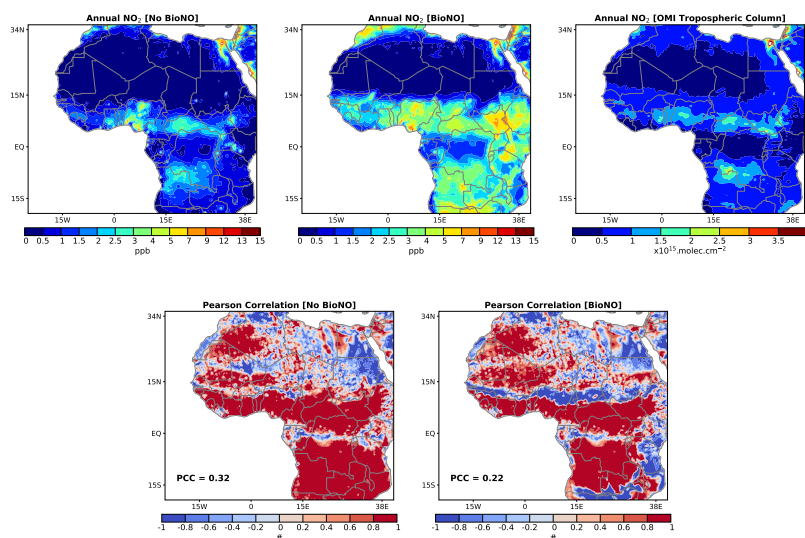 Annual NO₂ [No BioNO]
34N
15N
EQ
15S
15W 0 15E 38E
0 0.5 1 1.5 2 2.5 3 4 5 7 9 12 13 15
ppb
Annual NO₂ [BioNO]
34N
15N
EQ
15S
15W 0 15E 38E
0 0.5 1 1.5 2 2.5 3 4 5 7 9 12 13 15
ppb
Annual NO₂ [OMI Tropospheric Column]
34N
15N
EQ
15S
15W 0 15E 38E
0 0.5 1 1.5 2 2.5 3 3.5
x10¹⁵.molec.cm⁻²
Pearson Correlation [No BioNO]
34N
15N
EQ
15S
PCC = 0.32
15W 0 15E 38E
-1 -0.8 -0.6 -0.4 -0.2 0 0.2 0.4 0.6 0.8 1
#
Pearson Correlation [BioNO]
34N
15N
EQ
15S
PCC = 0.22
15W 0 15E 38E
-1 -0.8 -0.6 -0.4 -0.2 0 0.2 0.4 0.6 0.8 1
#